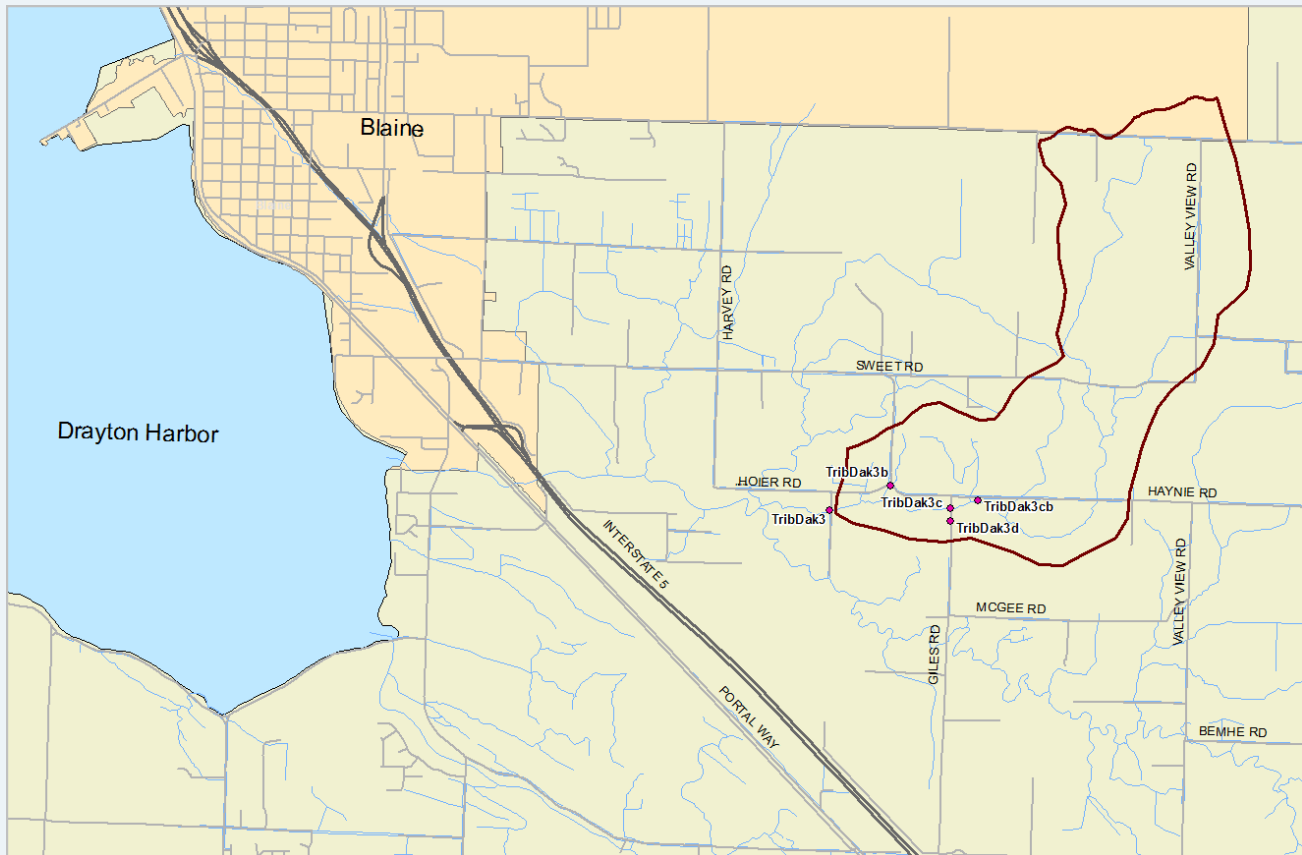 Blaine
VALLEY VIEW RD
HARVEY RD
SWEET RD
Drayton Harbor
TribDak3b
HOIER RD
TribDak3c
TribDak3cb
HAYNIE RD
TribDak3
TribDak3d
INTERSTATE 5
VALLEY VIEW RD
MCGEE RD
GILES RD
PORTAL WAY
BEMHE RD